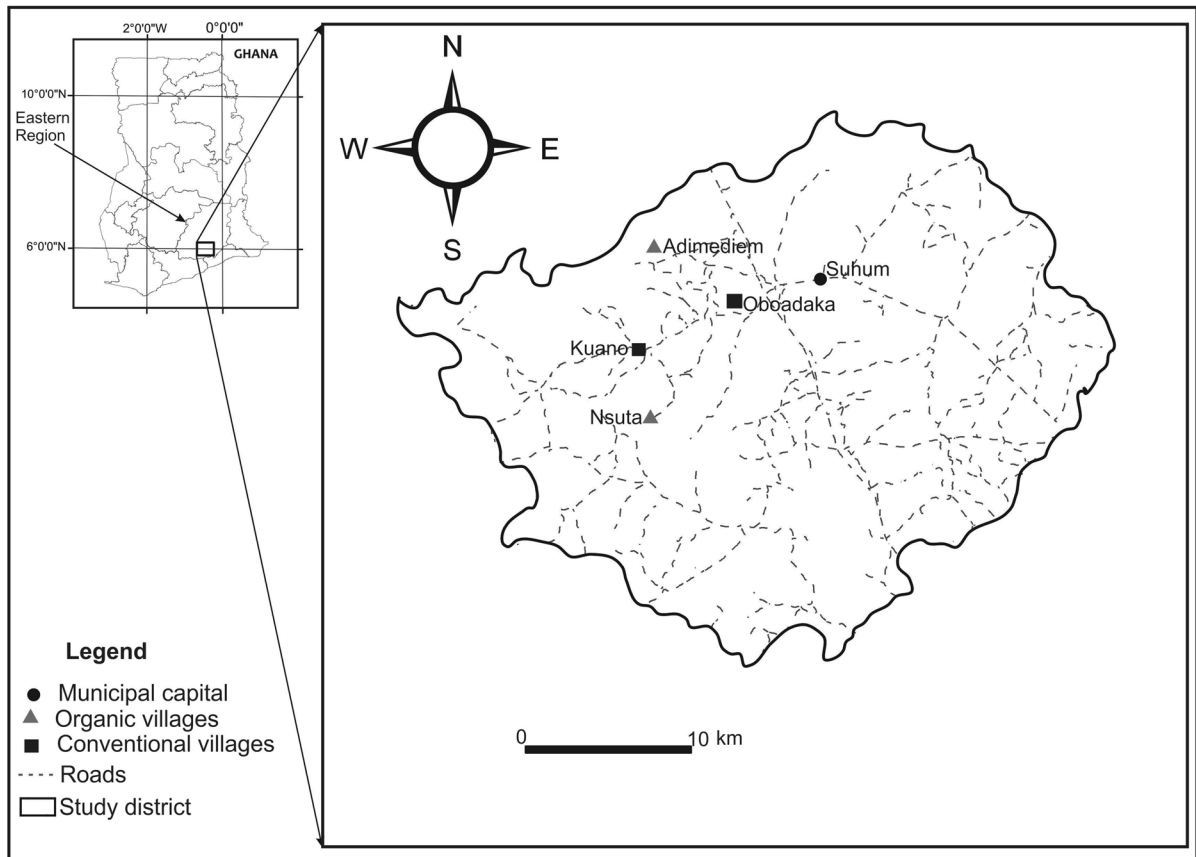 2°0'0"W 0°0'0"
GHANA
10°0'0"N
Eastern
Region
6°0'0"N
N
W E
S
Adimediem
Suhum
Oboadaka
Kuano
Nsuta
Legend
Municipal capital
Organic villages
Conventional villages
Roads
Study district
0 10 km